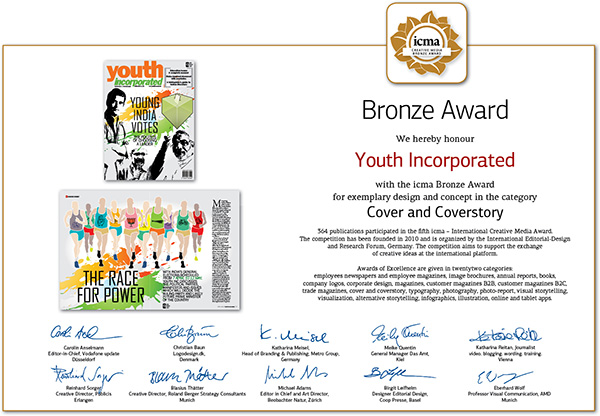 icma
CREATIVE MEDIA
BRONZE AWARD
youth
incorporated
YOUNG
INDIA
VOTES
THE RACE
FOR POWER
Bronze Award
We hereby honour
Youth Incorporated
with the icma Bronze Award
for exemplary design and concept in the category
Cover and Coverstory
364 publications participated in the fifth icma – International Creative Media Award.
The competition has been founded in 2010 and is organized by the International Editorial-Design
and Research Forum, Germany. The competition aims to support the exchange
of creative ideas at the international platform.
Awards of Excellence are given in twentytwo categories:
employees newspapers and employee magazines, image brochures, annual reports, books,
company logos, corporate design, magazines, customer magazines B2B, customer magazines B2C,
trade magazines, cover and coverstory, typography, photography, photo-report, visual storytelling,
visualization, alternative storytelling, infographics, illustration, online and tablet apps.
Carolin Anselmann
Editor-in-Chief, Vodafone update
Düsseldorf
Christian Baun
Logodesign.dk,
Denmark
Katharina Meisel,
Head of Branding & Publishing, Metro Group,
Germany
Meike Quentin
General Manager Das Amt,
Kiel
Katharina Reitan, Journalist
video, blogging, wording, training.
Vienna
Reinhard Sorger
Creative Director, Publicis
Erlangen
Blasius Thätter
Creative Director, Roland Berger Strategy Consultants
Munich
Michael Adams
Editor in Chief and Art Director,
Beobachter Natur, Zürich
Birgit Leifhelm
Designer Editorial Design,
Coop Presse, Basel
Eberhard Wolf
Professor Visual Communication, AMD
Munich